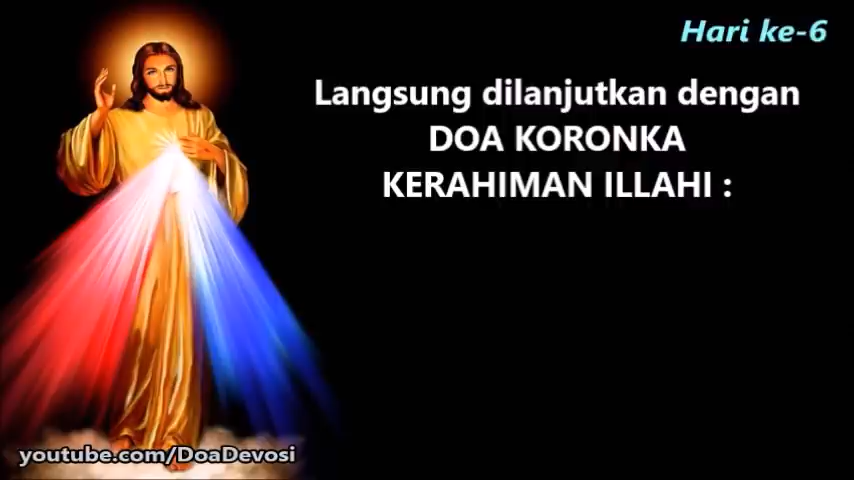 Hari ke-6
Langsung dilanjutkan dengan
DOA KORONKA
KERAHIMAN ILLAHI :
youtube.com/DoaDevosi